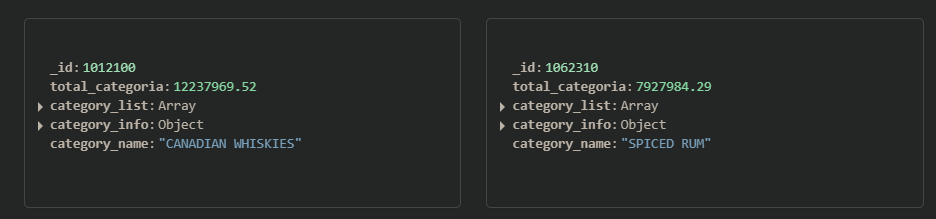 _id: 1012100
total_categoria: 12237969.52
category_list: Array
category_info: Object
category_name: "CANADIAN WHISKIES"
_id: 1062310
total_categoria: 7927984.29
category_list: Array
category_info: Object
category_name: "SPICED RUM"